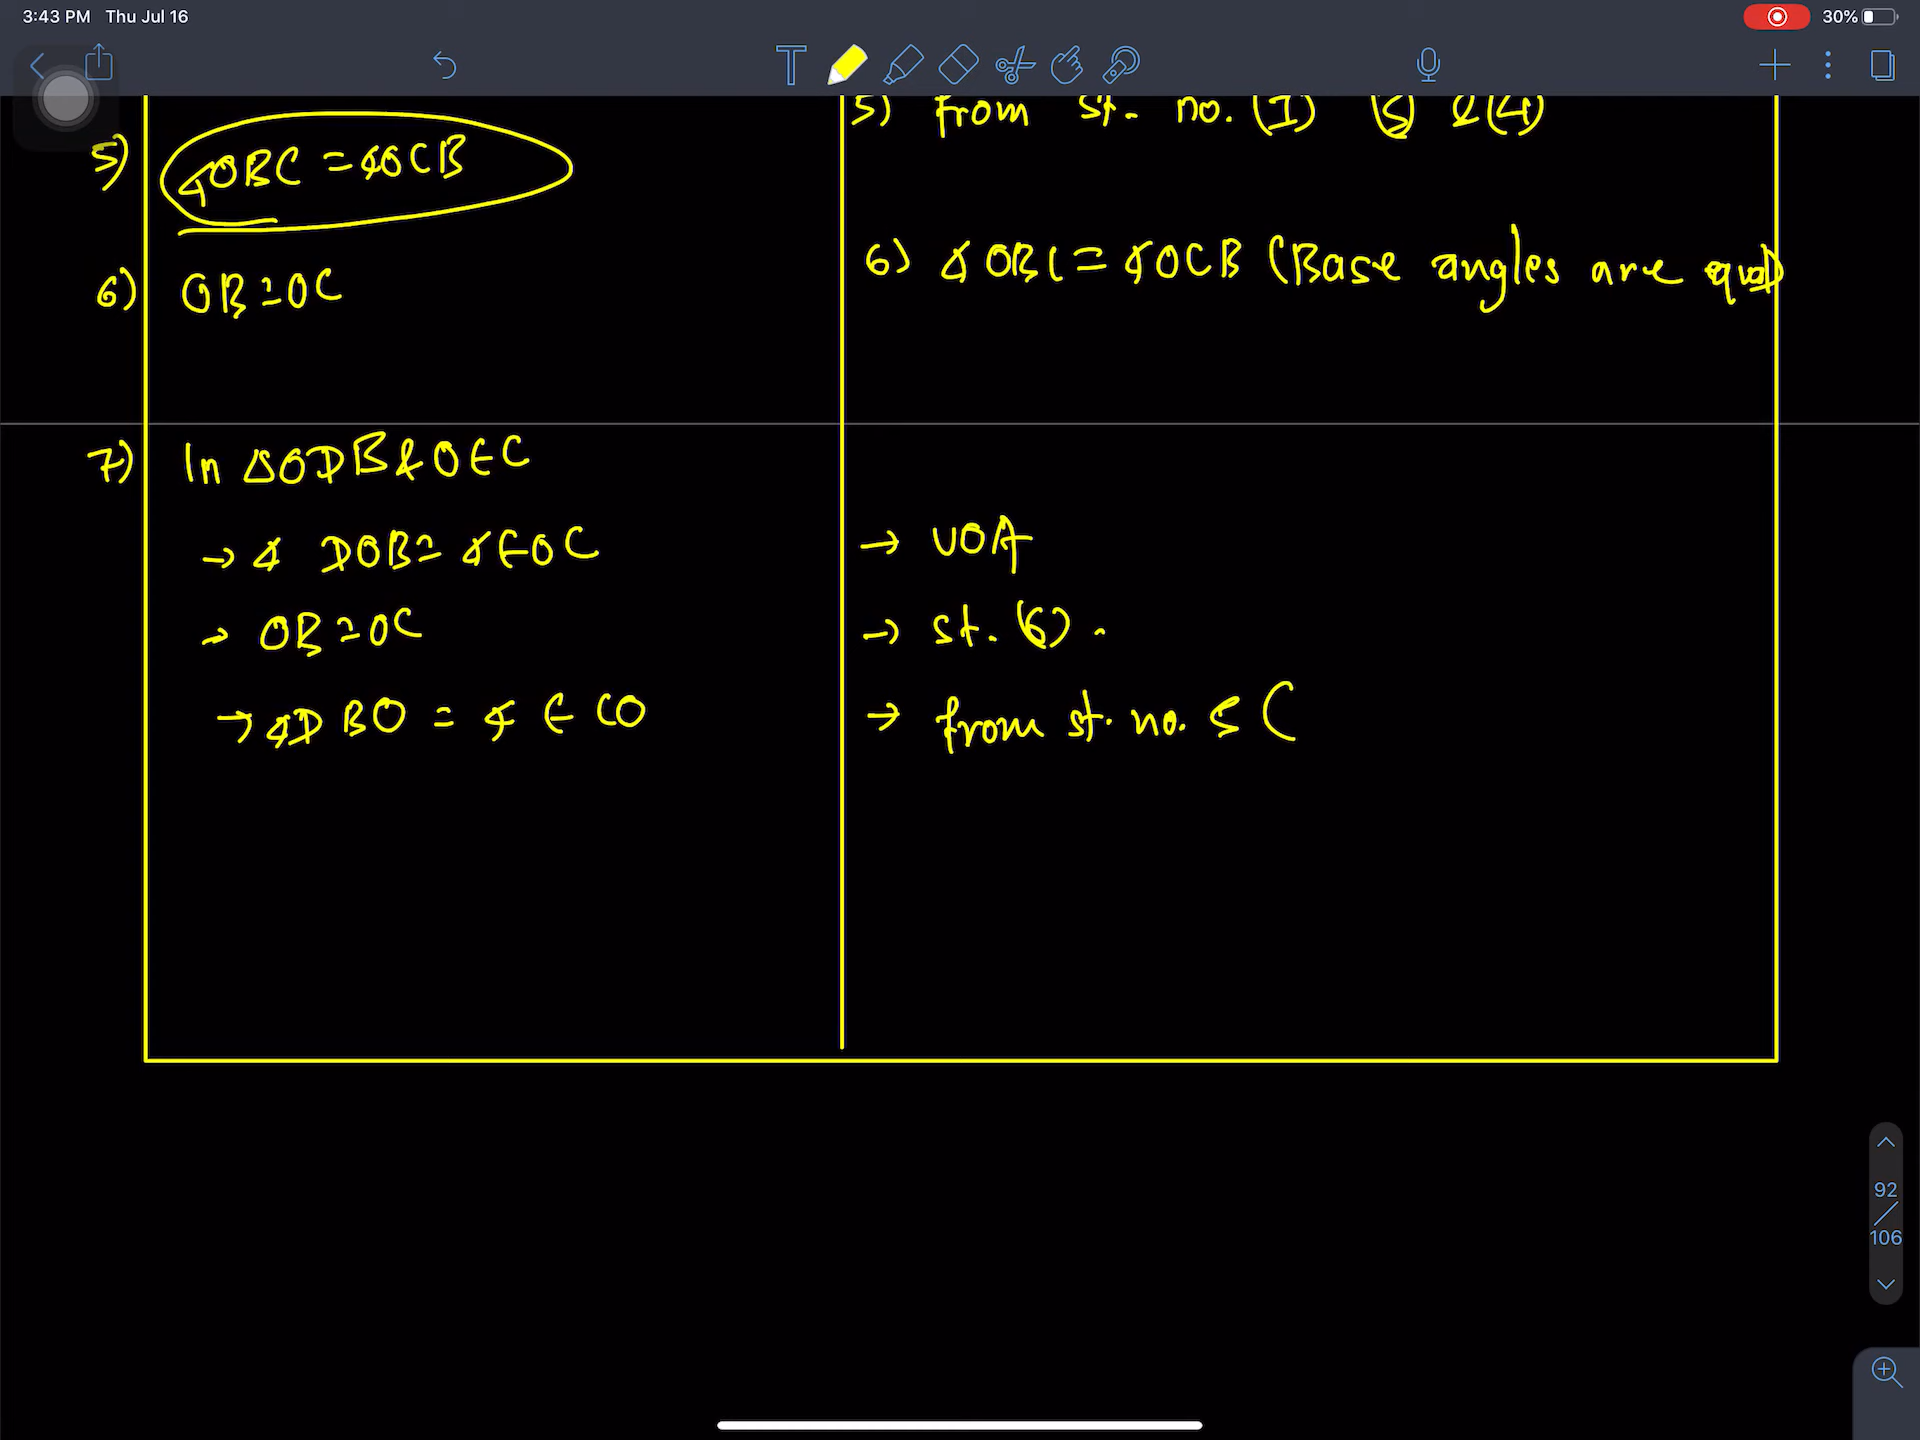 3:43 PM Thu Jul 16
30%
5) from st. no. (1) (3) & (4)
5) ∡OBC = ∡OCB
6) ∡OBC = ∡OCB (Base angles are equal)
6) OB = OC
7) In △ODB & OEC
→ ∡ DOB = ∡EOC → VOA
→ OB = OC → st. (6).
→ ∡DBO = ∡ECO → from st. no. 5 (
92
106